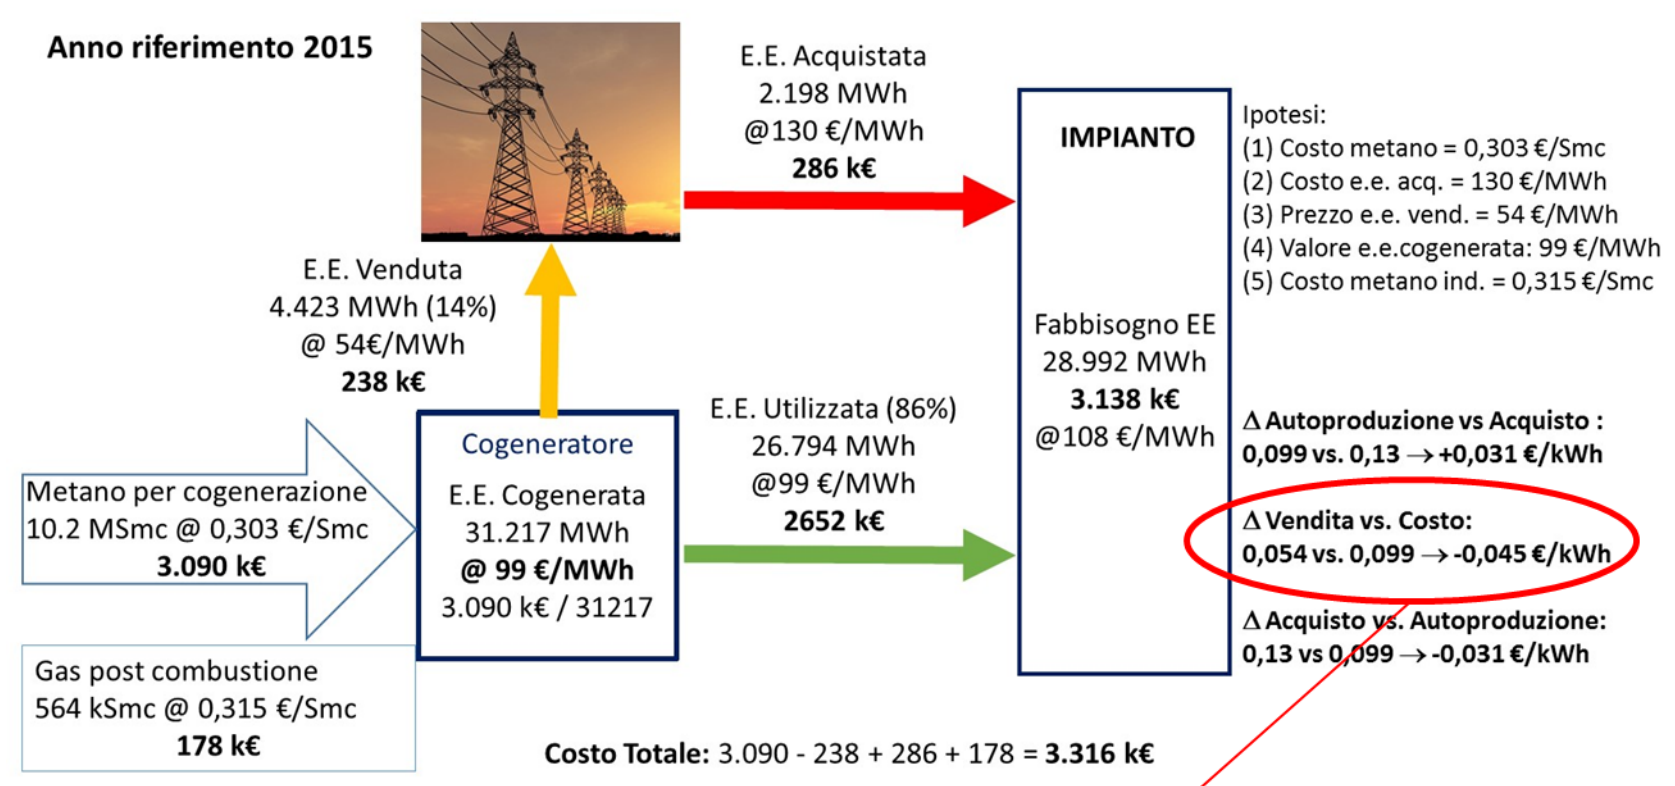 Anno riferimento 2015
E.E. Acquistata
2.198 MWh
@130 €/MWh
286 k€
E.E. Venduta
4.423 MWh (14%)
@ 54€/MWh
238 k€
Metano per cogenerazione
10.2 MSmc @ 0,303 €/Smc
3.090 k€
Gas post combustione
564 kSmc @ 0,315 €/Smc
178 k€
Cogeneratore
E.E. Cogenerata
31.217 MWh
@ 99 €/MWh
3.090 k€ / 31217
E.E. Utilizzata (86%)
26.794 MWh
@99 €/MWh
2652 k€
IMPIANTO
Fabbisogno EE
28.992 MWh
3.138 k€
@108 €/MWh
Ipotesi:
(1) Costo metano = 0,303 €/Smc
(2) Costo e.e. acq. = 130 €/MWh
(3) Prezzo e.e. vend. = 54 €/MWh
(4) Valore e.e.cogenerata: 99 €/MWh
(5) Costo metano ind. = 0,315 €/Smc
Δ Autoproduzione vs Acquisto :
0,099 vs. 0,13 → +0,031 €/kWh
Δ Vendita vs. Costo:
0,054 vs. 0,099 → -0,045 €/kWh
Δ Acquisto vs. Autoproduzione:
0,13 vs 0,099 → -0,031 €/kWh
Costo Totale: 3.090 - 238 + 286 + 178 = 3.316 k€